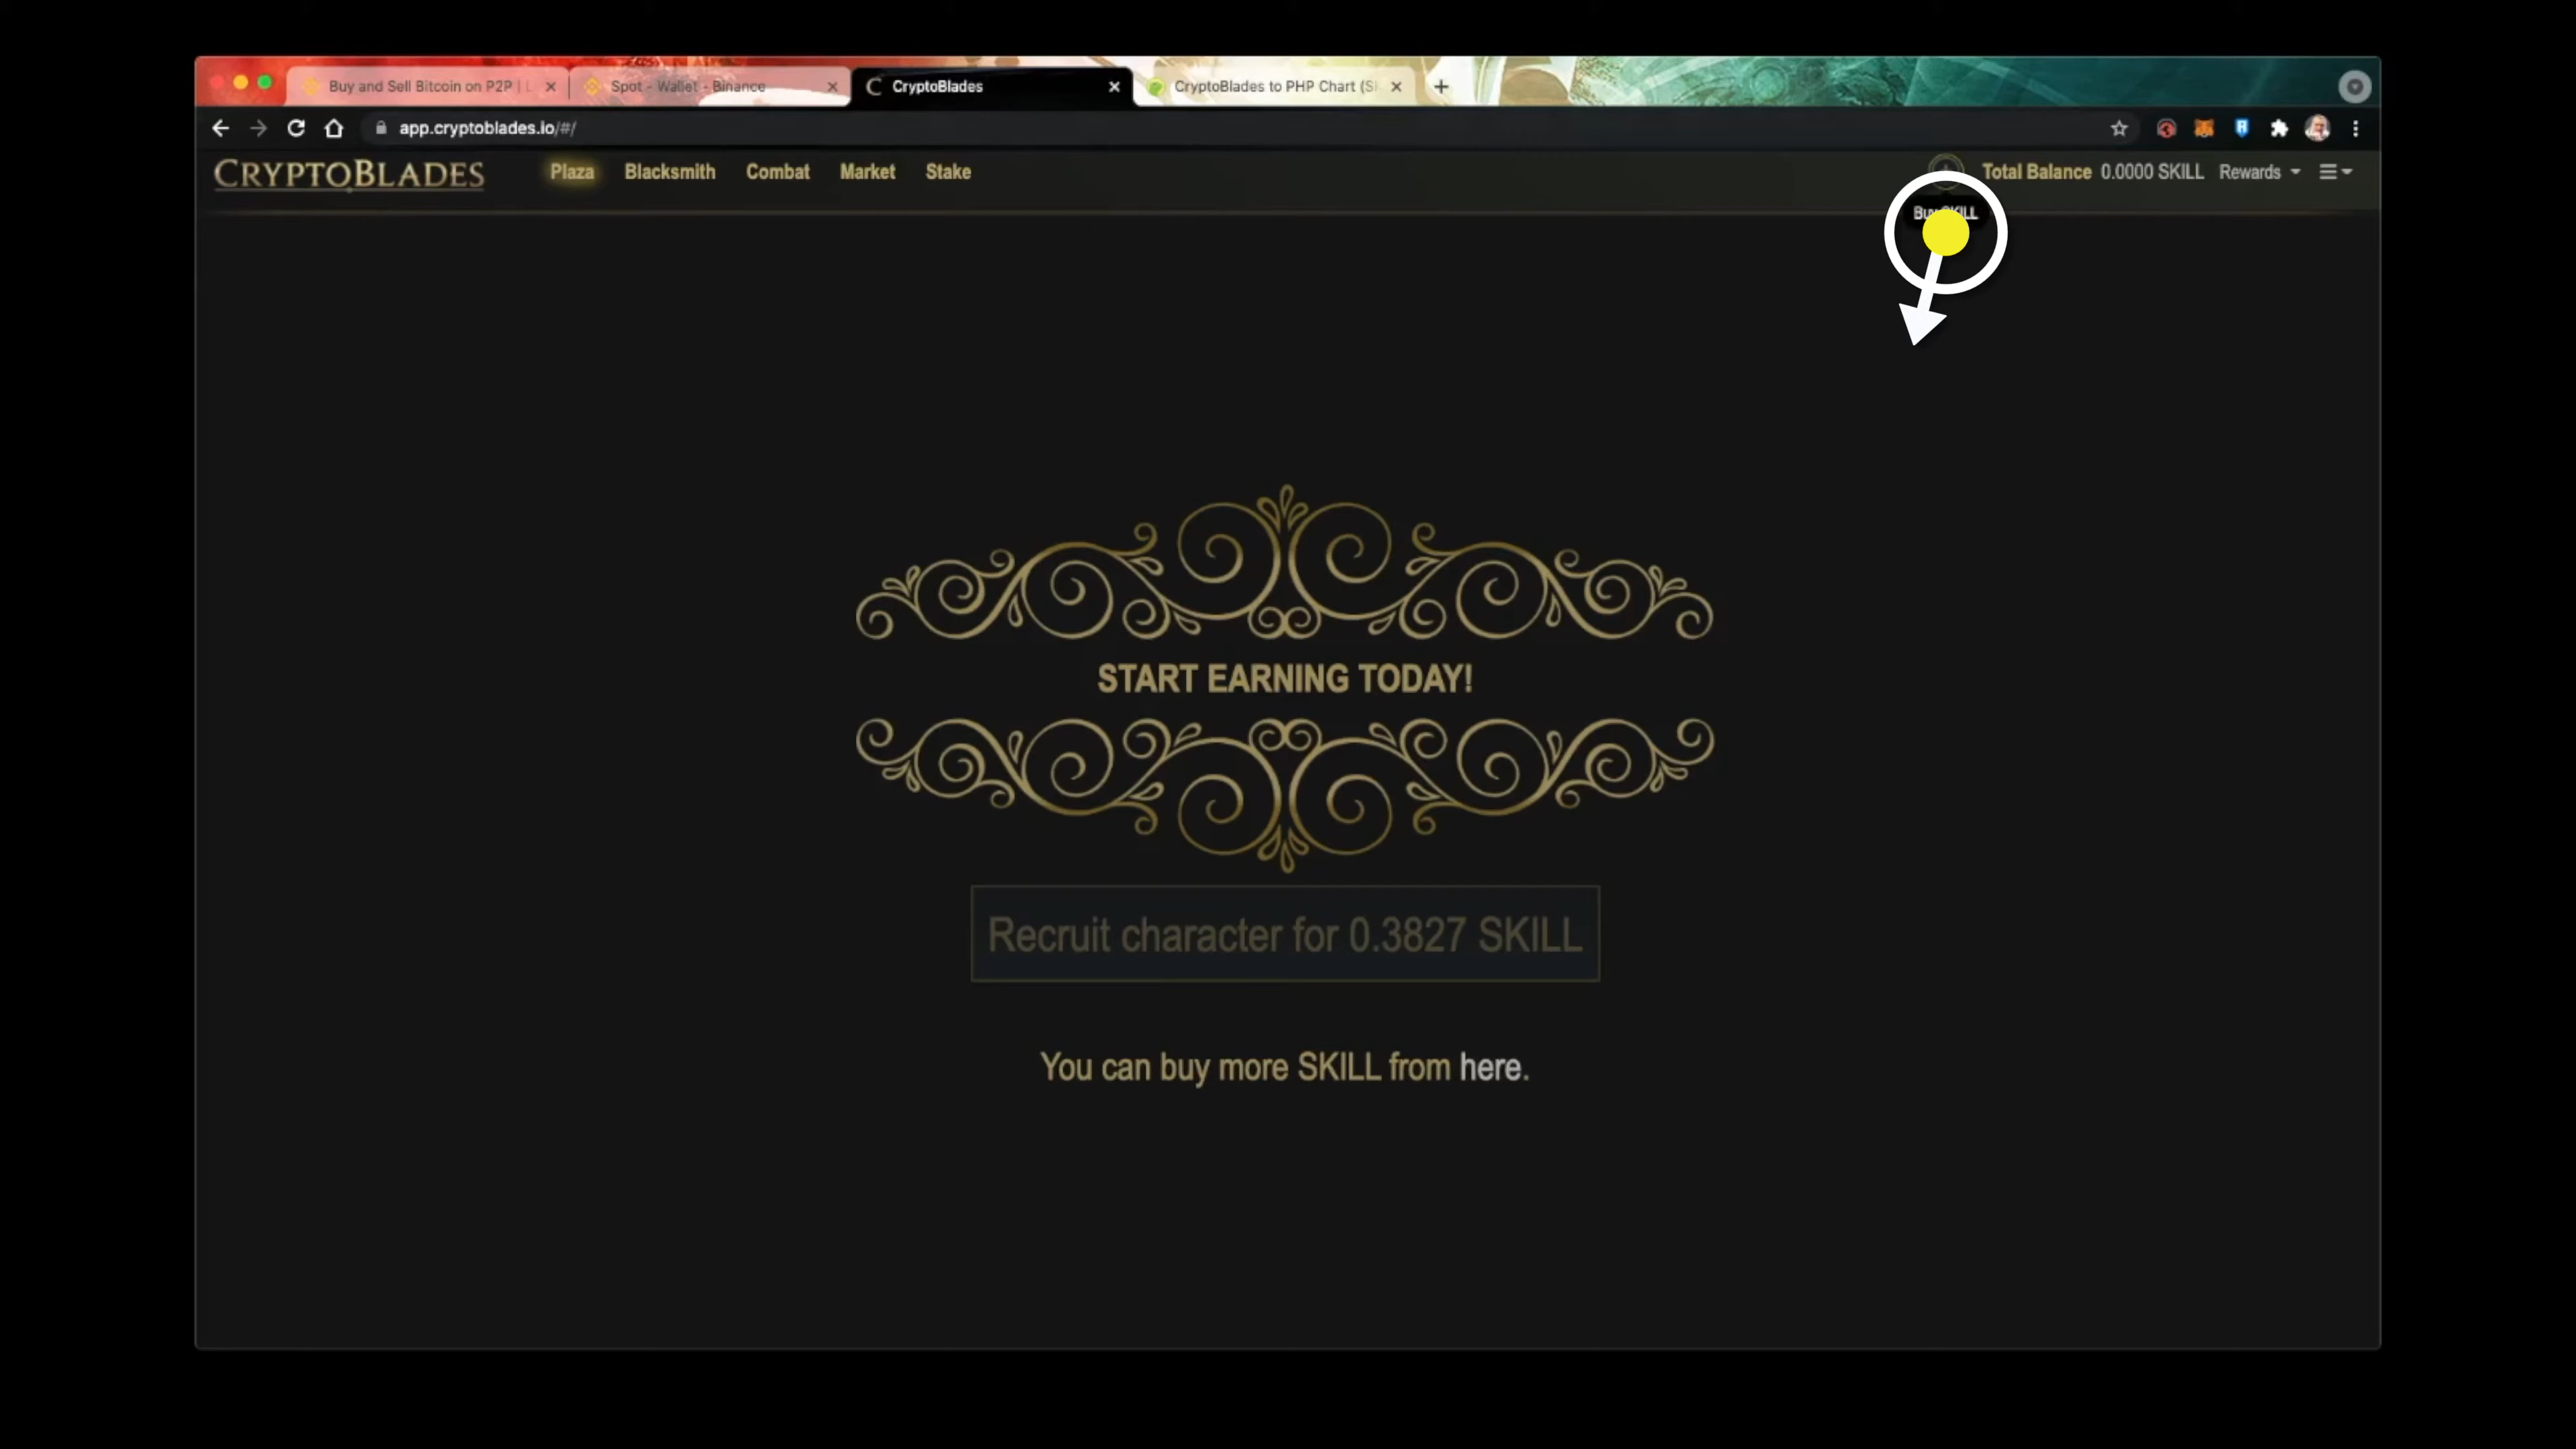 Buy and Sell Bitcoin on P2P | L
Spot - Wallet - Binance
CryptoBlades
CryptoBlades to PHP Chart (S
app.cryptoblades.io/#/
CRYPTOBLADES
Plaza
Blacksmith
Combat
Market
Stake
Total Balance 0.0000 SKILL
Rewards
Buy SKILL
START EARNING TODAY!
Recruit character for 0.3827 SKILL
You can buy more SKILL from here.